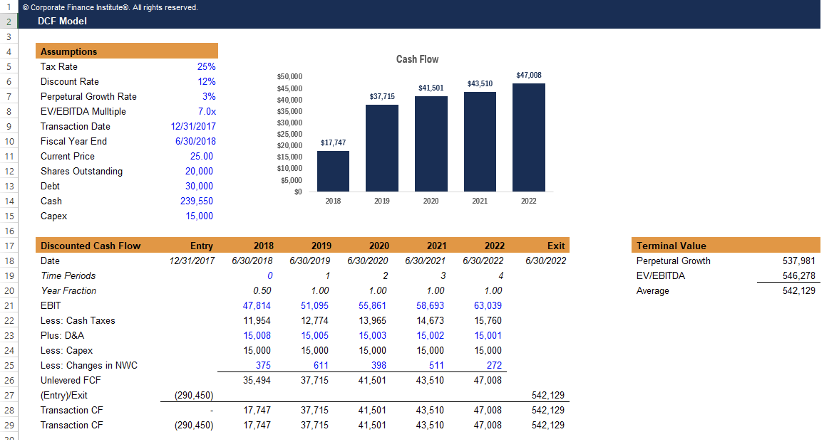 1 © Corporate Finance Institute®. All rights reserved.
2 DCF Model
3
4 Assumptions
5 Tax Rate 25%
6 Discount Rate 12%
7 Perpetural Growth Rate 3%
8 EV/EBITDA Mulltiple 7.0x
9 Transaction Date 12/31/2017
10 Fiscal Year End 6/30/2018
11 Current Price 25.00
12 Shares Outstanding 20,000
13 Debt 30,000
14 Cash 239,550
15 Capex 15,000
Cash Flow
$50,000
$45,000
$40,000
$35,000
$30,000
$25,000
$20,000
$15,000
$10,000
$5,000
$0
$17,747 $37,715 $41,501 $43,510 $47,008
2018 2019 2020 2021 2022
16
17 Discounted Cash Flow Entry 2018 2019 2020 2021 2022 Exit Terminal Value
18 Date 12/31/2017 6/30/2018 6/30/2019 6/30/2020 6/30/2021 6/30/2022 6/30/2022 Perpetural Growth 537,981
19 Time Periods 0 1 2 3 4 EV/EBITDA 546,278
20 Year Fraction 0.50 1.00 1.00 1.00 1.00 Average 542,129
21 EBIT 47,814 51,095 55,861 58,693 63,039
22 Less: Cash Taxes 11,954 12,774 13,965 14,673 15,760
23 Plus: D&A 15,008 15,005 15,003 15,002 15,001
24 Less: Capex 15,000 15,000 15,000 15,000 15,000
25 Less: Changes in NWC 375 611 398 511 272
26 Unlevered FCF 35,494 37,715 41,501 43,510 47,008
27 (Entry)/Exit (290,450) 542,129
28 Transaction CF - 17,747 37,715 41,501 43,510 47,008 542,129
29 Transaction CF (290,450) 17,747 37,715 41,501 43,510 47,008 542,129